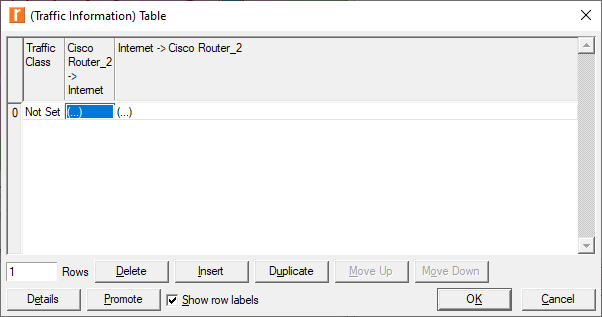 (Traffic Information) Table
Traffic Class
Cisco Router_2 -> Internet
Internet -> Cisco Router_2
0 Not Set (...) (...)
1 Rows Delete Insert Duplicate Move Up Move Down
Details Promote Show row labels OK Cancel